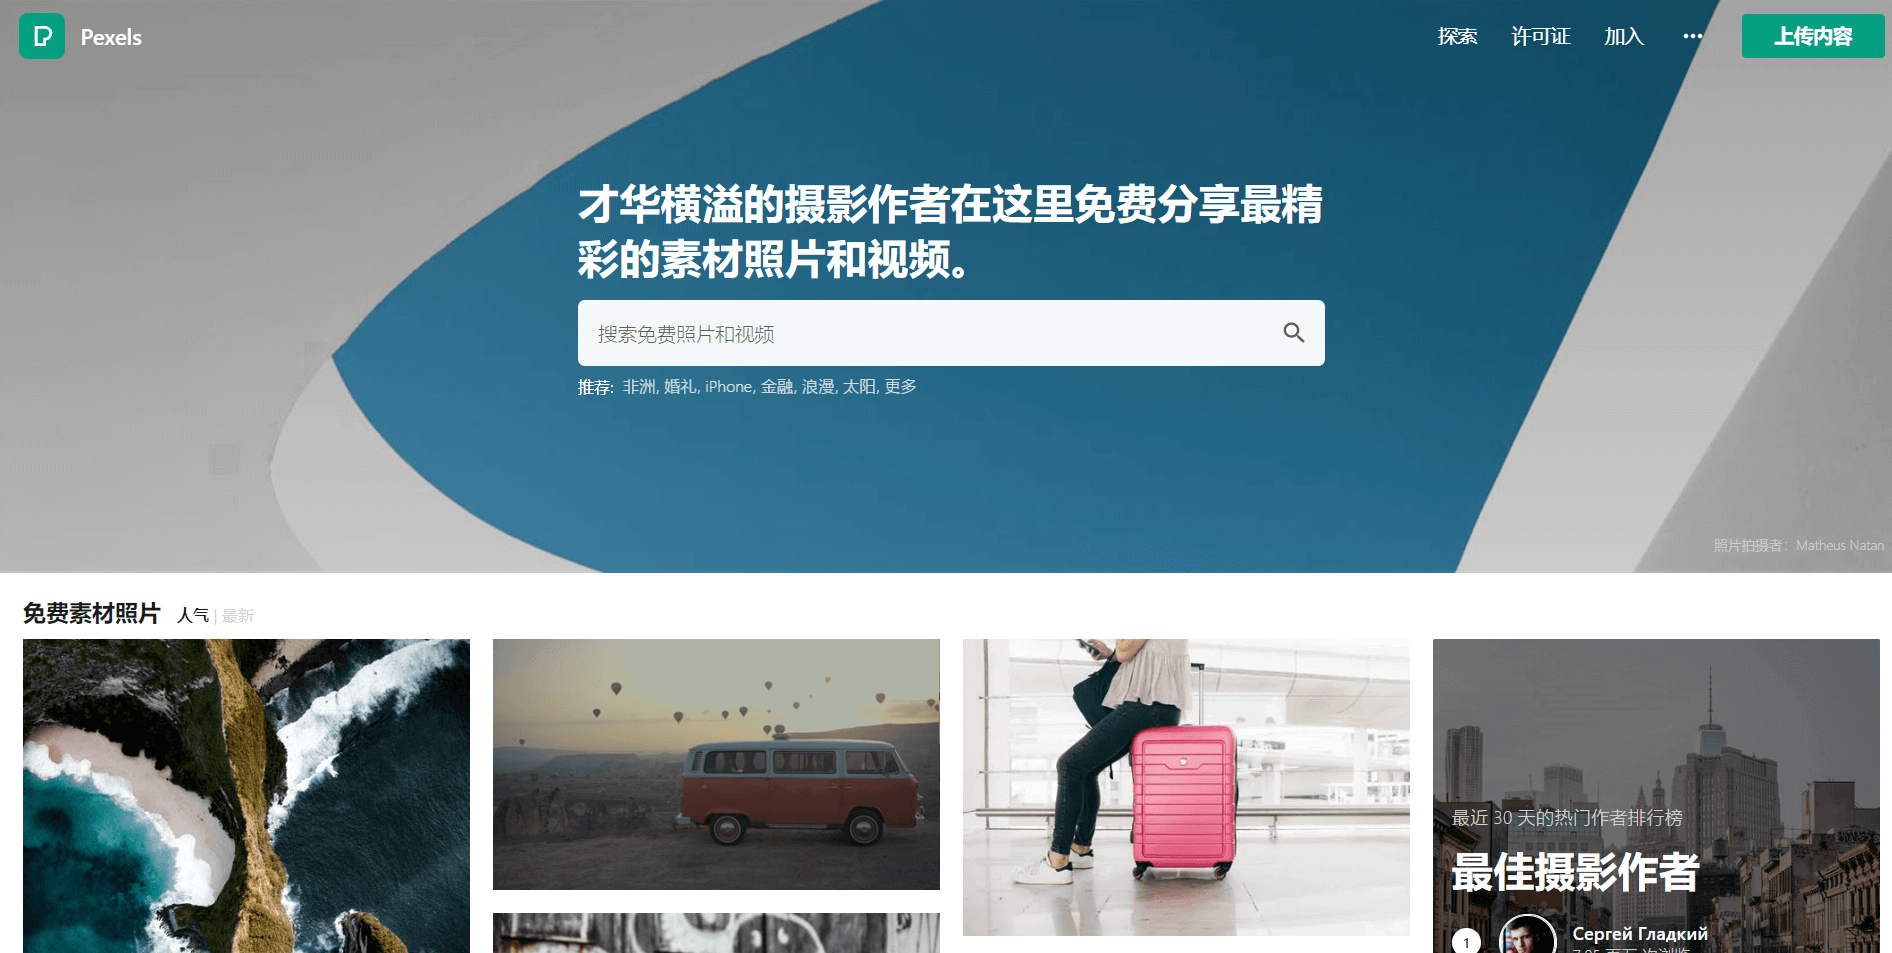 Pexels
探索 许可证 加入 ··· 上传内容
才华横溢的摄影作者在这里免费分享最精
彩的素材照片和视频。
搜索免费照片和视频
推荐: 非洲, 婚礼, iPhone, 金融, 浪漫, 太阳, 更多
照片拍摄者: Matheus Natan
免费素材照片 人气 | 最新
最近 30 天的热门作者排行榜
最佳摄影作者
1 Сергей Гладкий